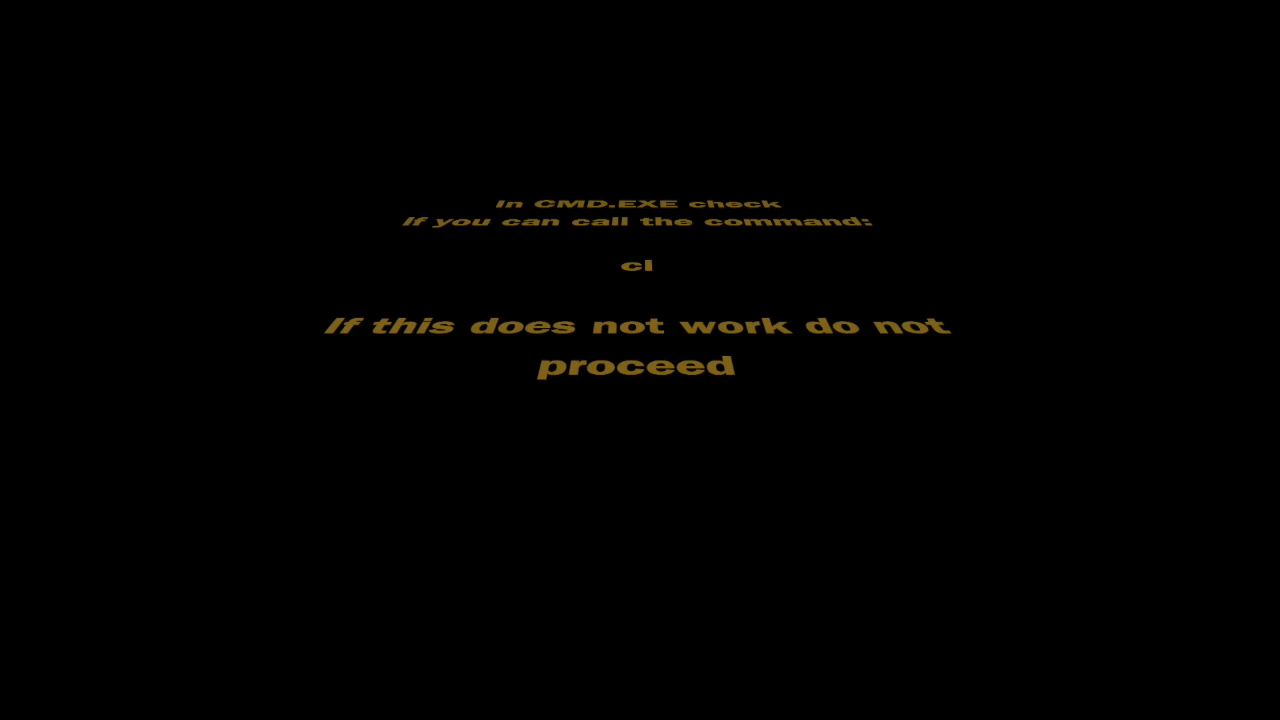 In CMD.EXE check
If you can call the command:
cl
If this does not work do not
proceed